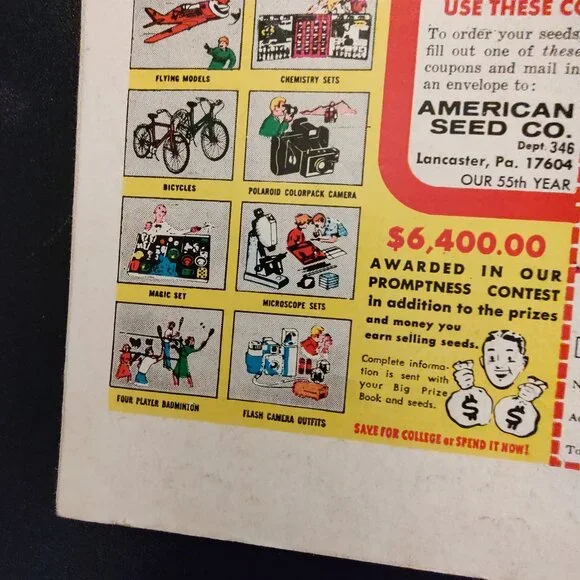 USE THESE CO
To order your seeds
fill out one of these
coupons and mail in
an envelope to:
AMERICAN
SEED CO.
Dept. 346
Lancaster, Pa. 17604
OUR 55th YEAR
FLYING MODELS
CHEMISTRY SETS
BICYCLES
POLAROID COLORPACK CAMERA
MAGIC SET
MICROSCOPE SETS
FOUR PLAYER BADMINTON
FLASH CAMERA OUTFITS
$6,400.00
AWARDED IN OUR
PROMPTNESS CONTEST
in addition to the prizes
and money you
earn selling seeds.
Complete informa-
tion is sent with
your Big Prize
Book and seeds.
$ $
SAVE FOR COLLEGE or SPEND IT NOW!
N
Ad
To